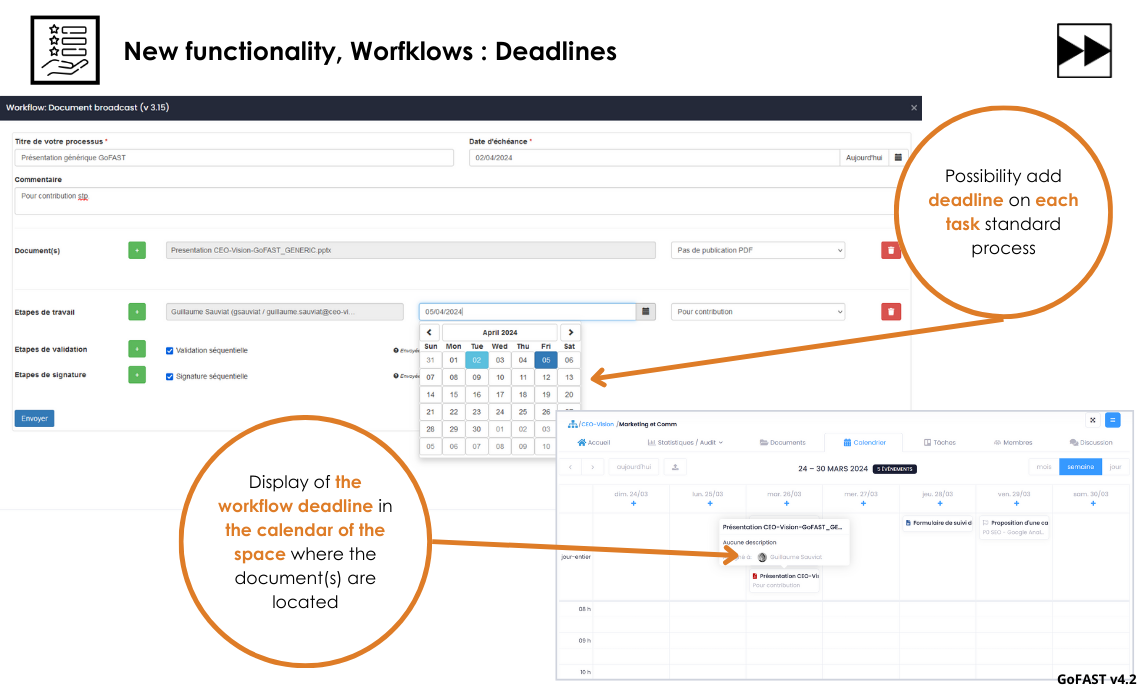 New functionality, Worfklows : Deadlines
Workflow: Document broadcast (v 3.15)
×
Titre de votre processus *
Date d'échéance *
Présentation générique GoFAST
02/04/2024
Aujourd'hui
Commentaire
Pour contribution stp
Possibility add
deadline on each
task standard
process
Document(s)
+
Presentation CEO-Vision-GoFAST_GENERIC.pptx
Pas de publication PDF
Etapes de travail
+
Guillaume Sauviat (gsauviat / guillaume.sauviat@ceo-vi...
05/04/2024
Pour contribution
April 2024
Sun Mon Tue Wed Thu Fri Sat
31 01 02 03 04 05 06
07 08 09 10 11 12 13
14 15 16 17 18 19 20
21 22 23 24 25 26
28 29 30 01 02 03
05 06 07 08 09 10
Etapes de validation
+
Validation séquentielle
Etapes de signature
+
Signature séquentielle
Envoyer
Display of the
workflow deadline in
the calendar of the
space where the
document(s) are
located
/CEO-Vision /Marketing et Comm
Accueil
Statistiques / Audit
Documents
Calendrier
Tâches
Membres
Discussion
< >
aujourd'hui
24 – 30 MARS 2024
5 ÉVÉNEMENTS
mois
semaine
jour
dim. 24/03 lun. 25/03 mar. 26/03 mer. 27/03 jeu. 28/03 ven. 29/03 sam. 30/03
+ + + + + + +
Présentation CEO-Vision-GoFAST_GE...
Aucune description
Guillaume Sauviat
Formulaire de suivi d
Proposition d'une ca
P0 SEO - Google Anal...
jour-entier
Présentation CEO-Vis
Pour contribution
08 h
09 h
10 h
GoFAST v4.2